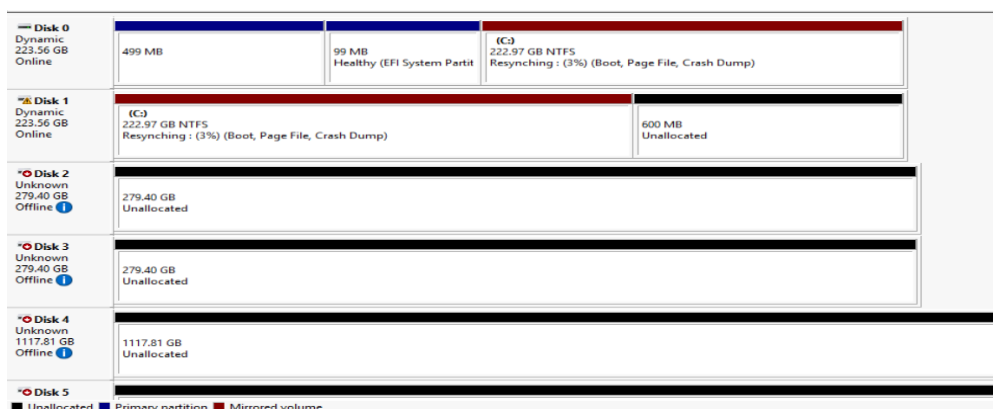 Disk 0
Dynamic
223.56 GB
Online
499 MB
99 MB
Healthy (EFI System Partit
(C:)
222.97 GB NTFS
Resynching : (3%) (Boot, Page File, Crash Dump)
Disk 1
Dynamic
223.56 GB
Online
(C:)
222.97 GB NTFS
Resynching : (3%) (Boot, Page File, Crash Dump)
600 MB
Unallocated
Disk 2
Unknown
279.40 GB
Offline
279.40 GB
Unallocated
Disk 3
Unknown
279.40 GB
Offline
279.40 GB
Unallocated
Disk 4
Unknown
1117.81 GB
Offline
1117.81 GB
Unallocated
Disk 5
Unallocated Primary partition Mirrored volume